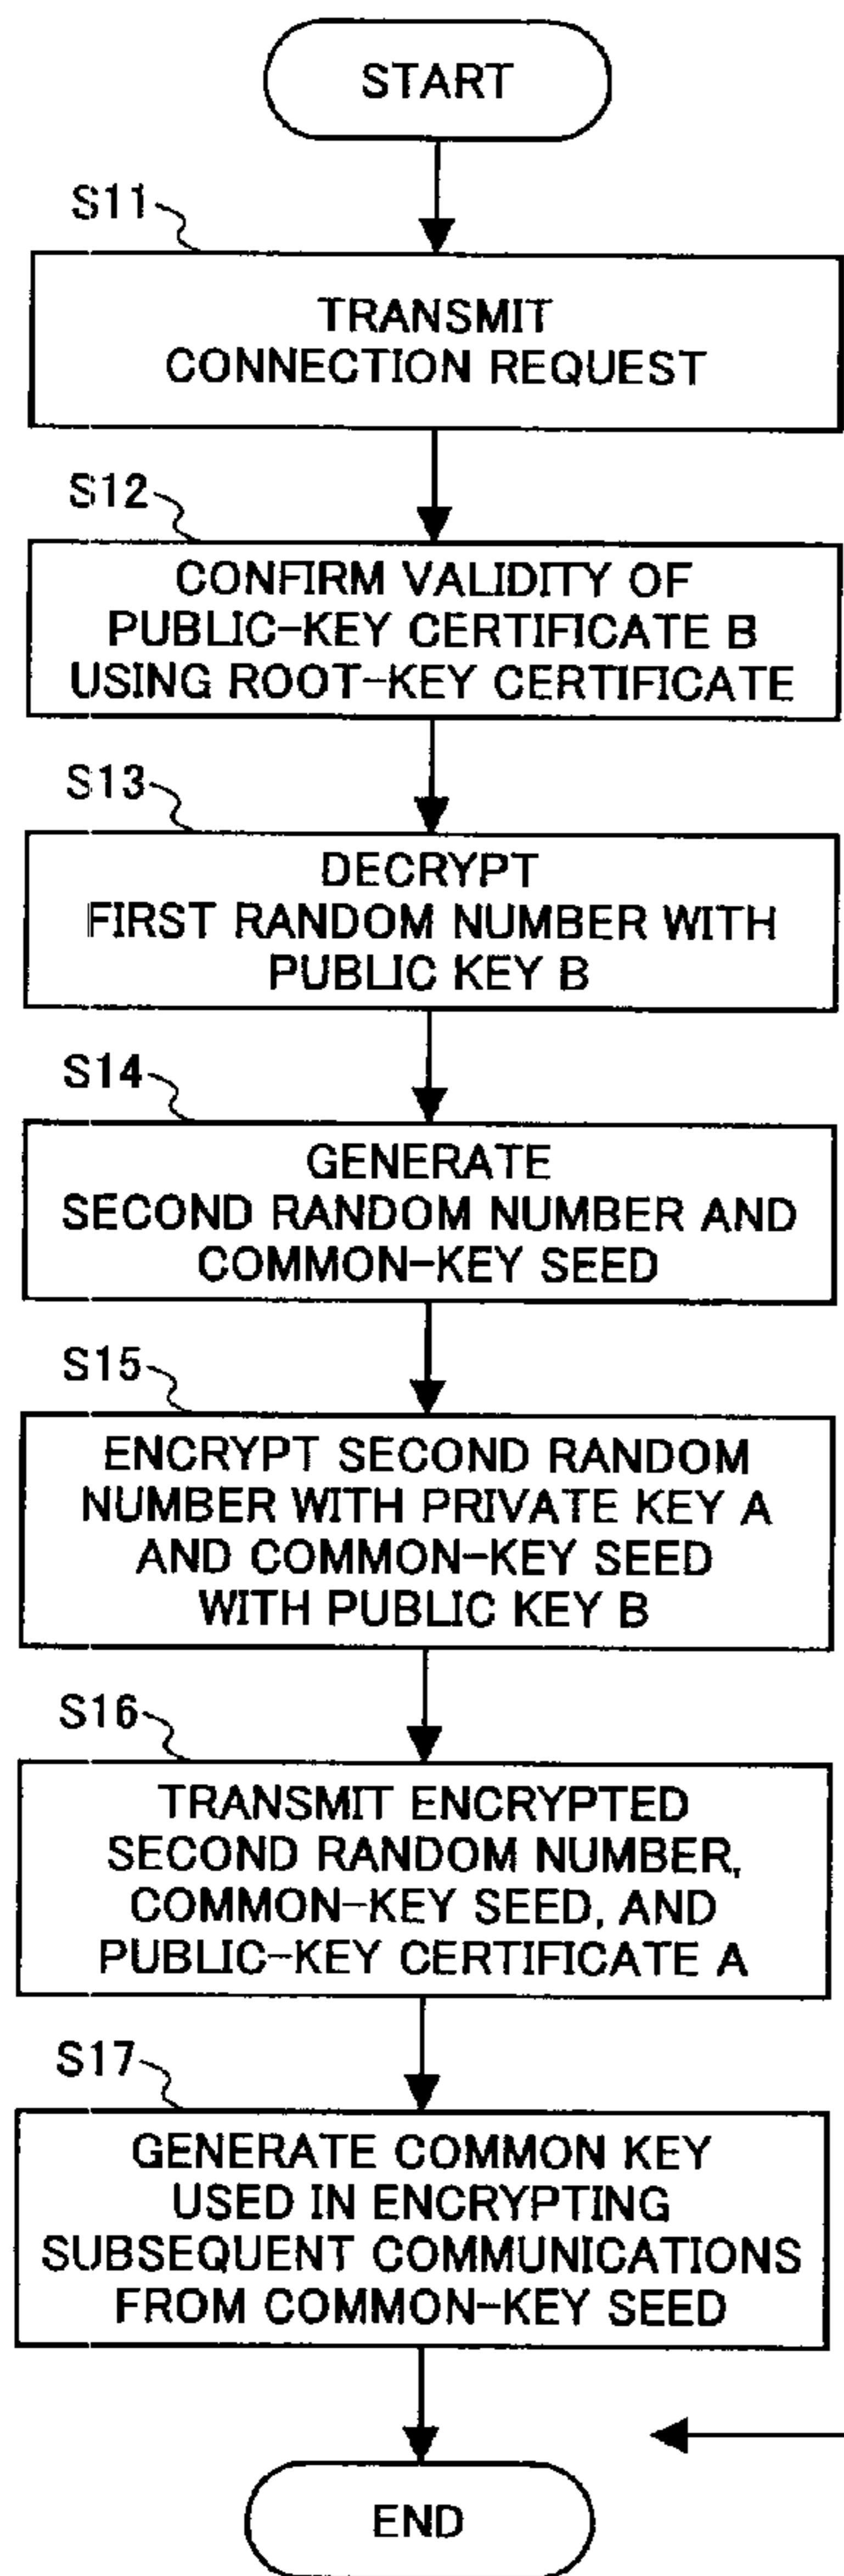 START
S11
TRANSMIT
CONNECTION REQUEST
S12
CONFIRM VALIDITY OF
PUBLIC-KEY CERTIFICATE B
USING ROOT-KEY CERTIFICATE
S13
DECRYPT
FIRST RANDOM NUMBER WITH
PUBLIC KEY B
S14
GENERATE
SECOND RANDOM NUMBER AND
COMMON-KEY SEED
S15
ENCRYPT SECOND RANDOM
NUMBER WITH PRIVATE KEY A
AND COMMON-KEY SEED
WITH PUBLIC KEY B
S16
TRANSMIT ENCRYPTED
SECOND RANDOM NUMBER,
COMMON-KEY SEED, AND
PUBLIC-KEY CERTIFICATE A
S17
GENERATE COMMON KEY
USED IN ENCRYPTING
SUBSEQUENT COMMUNICATIONS
FROM COMMON-KEY SEED
END